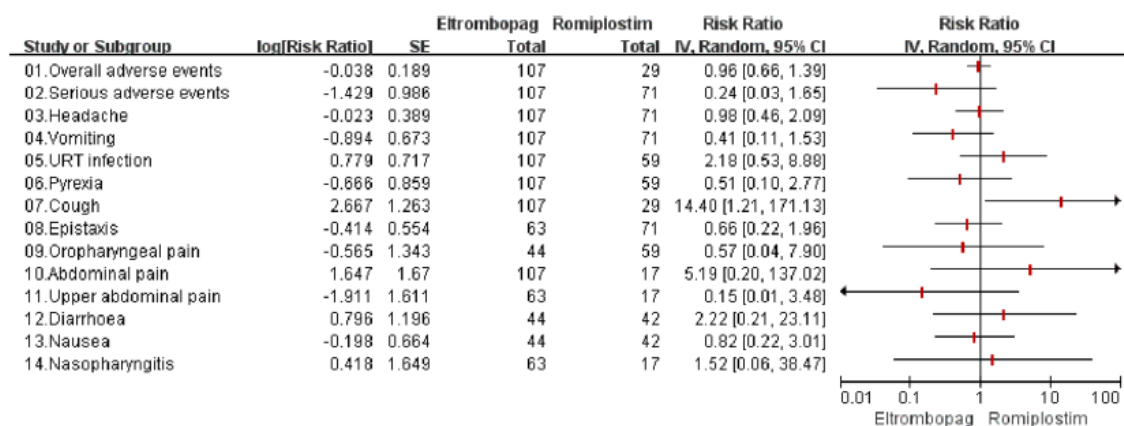 Eltrombopag Romiplostim Risk Ratio Risk Ratio
Study or Subgroup log[Risk Ratio] SE Total Total IV, Random, 95% CI IV, Random, 95% CI
01.Overall adverse events -0.038 0.189 107 29 0.96 [0.66, 1.39]
02.Serious adverse events -1.429 0.986 107 71 0.24 [0.03, 1.65]
03.Headache -0.023 0.389 107 71 0.98 [0.46, 2.09]
04.Vomiting -0.894 0.673 107 71 0.41 [0.11, 1.53]
05.URT infection 0.779 0.717 107 59 2.18 [0.53, 8.88]
06.Pyrexia -0.666 0.859 107 59 0.51 [0.10, 2.77]
07.Cough 2.667 1.263 107 29 14.40 [1.21, 171.13]
08.Epistaxis -0.414 0.554 63 71 0.66 [0.22, 1.96]
09.Oropharyngeal pain -0.565 1.343 44 59 0.57 [0.04, 7.90]
10.Abdominal pain 1.647 1.67 107 17 5.19 [0.20, 137.02]
11.Upper abdominal pain -1.911 1.611 63 17 0.15 [0.01, 3.48]
12.Diarrhoea 0.796 1.196 44 42 2.22 [0.21, 23.11]
13.Nausea -0.198 0.664 44 42 0.82 [0.22, 3.01]
14.Nasopharyngitis 0.418 1.649 63 17 1.52 [0.06, 38.47]
0.01 0.1 1 10 100
Eltrombopag Romiplostim